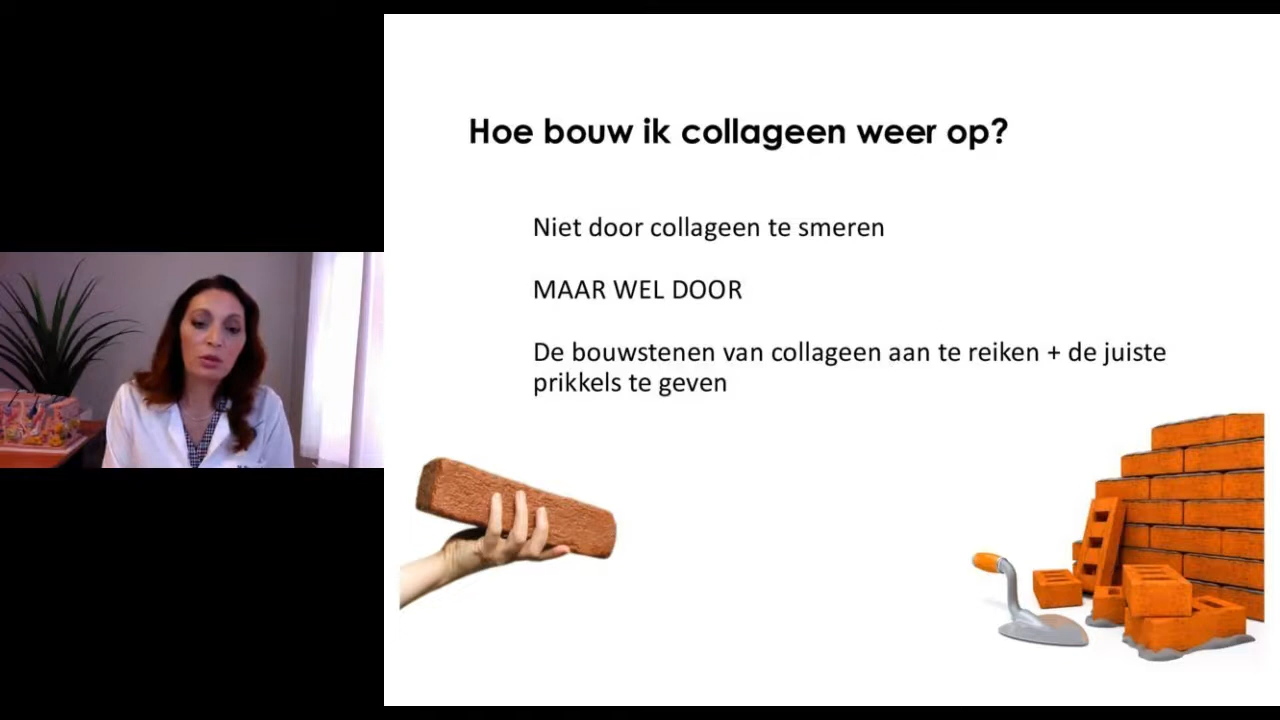 Hoe bouw ik collageen weer op?
Niet door collageen te smeren
MAAR WEL DOOR
De bouwstenen van collageen aan te reiken + de juiste
prikkels te geven